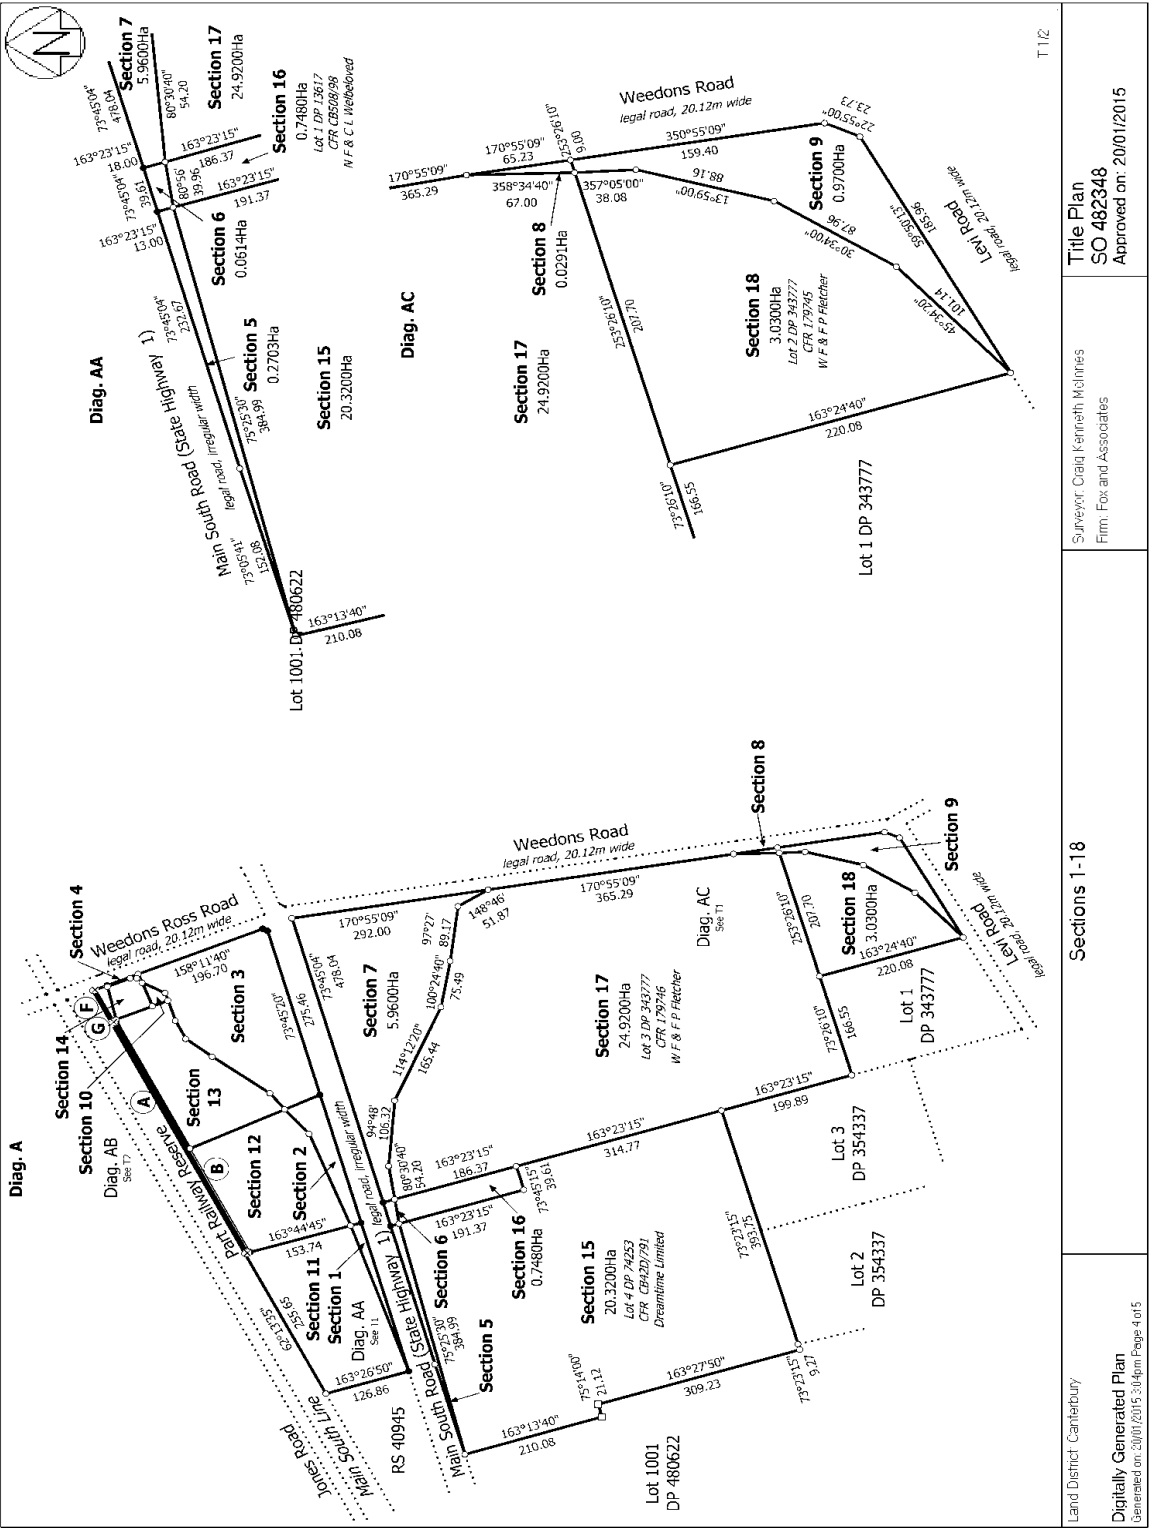 Diag. A
Section 4
Weedons Ross Road
legal road, 20.12m wide
158°11'40"
196.70
F
G
Section 14
Section 10
Diag. AB
See T7
A
B
Part Railway Reserve
Section 3
Section
13
Section 12
Section 2
73°45'20"
275.46
163°44'45"
153.74
Section 11
Section 1
Diag. AA
See T1
62°13'35"
255.65
163°26'50"
126.86
Jones Road
Main South Line
RS 40945
Main South Road (State Highway 1)
legal road, irregular width
73°45'04"
478.04
170°55'09"
292.00
Section 7
5.9600Ha
97°27'
89.17
148°46'
51.87
100°24'40"
75.49
114°12'20"
165.44
94°48'
106.32
80°30'40"
54.20
163°23'15"
186.37
163°23'15"
191.37
73°45'15"
39.61
Section 6
Section 16
0.7480Ha
75°25'30"
384.99
Section 5
163°13'40"
210.08
75°14'00"
21.12
163°27'50"
309.23
73°23'15"
9.27
Lot 1001
DP 480622
Section 15
20.3200Ha
Lot 4 DP 74253
CFR CB42D/791
Dreamtime Limited
73°23'15"
393.75
163°23'15"
314.77
163°23'15"
199.89
Section 17
24.9200Ha
Lot 3 DP 343777
CFR 179746
W F & F P Fletcher
Weedons Road
legal road, 20.12m wide
170°55'09"
365.29
Diag. AC
See T1
Section 8
253°26'10"
207.70
Section 18
3.0300Ha
Section 9
163°24'40"
220.08
73°26'10"
166.55
Levi Road
legal road, 20.12m wide
Lot 1
DP 343777
Lot 3
DP 354337
Lot 2
DP 354337
Diag. AA
Section 7
5.9600Ha
Section 17
24.9200Ha
73°45'04"
478.04
80°30'40"
54.20
163°23'15"
18.00
163°23'15"
186.37
Section 16
0.7480Ha
Lot 1 DP 13617
CFR CB508/98
N F & C L Welbeloved
73°45'04"
39.61
80°56'
39.96
163°23'15"
191.37
163°23'15"
13.00
Section 6
0.0614Ha
73°45'04"
232.67
Main South Road (State Highway 1)
legal road, irregular width
Section 5
0.2703Ha
75°25'30"
384.99
Section 15
20.3200Ha
73°05'41"
152.08
Lot 1001 DP 480622
163°13'40"
210.08
Diag. AC
170°55'09"
365.29
170°55'09"
65.23
253°26'10"
9.00
Weedons Road
legal road, 20.12m wide
350°55'09"
159.40
22°55'00"
23.73
358°34'40"
67.00
357°05'00"
38.08
13°59'00"
88.16
30°34'00"
87.96
45°34'20"
101.14
59°50'13"
185.96
Section 9
0.9700Ha
Section 8
0.0291Ha
Section 17
24.9200Ha
253°26'10"
207.70
Section 18
3.0300Ha
Lot 2 DP 343777
CFR 179745
W F & F P Fletcher
Levi Road
legal road, 20.12m wide
163°24'40"
220.08
73°26'10"
166.55
Lot 1 DP 343777
T 1/2
Land District: Canterbury
Digitally Generated Plan
Generated on: 20/01/2015 3:04pm Page 4 of 5
Sections 1-18
Surveyor: Craig Kenneth McInnes
Firm: Fox and Associates
Title Plan
SO 482348
Approved on: 20/01/2015
N